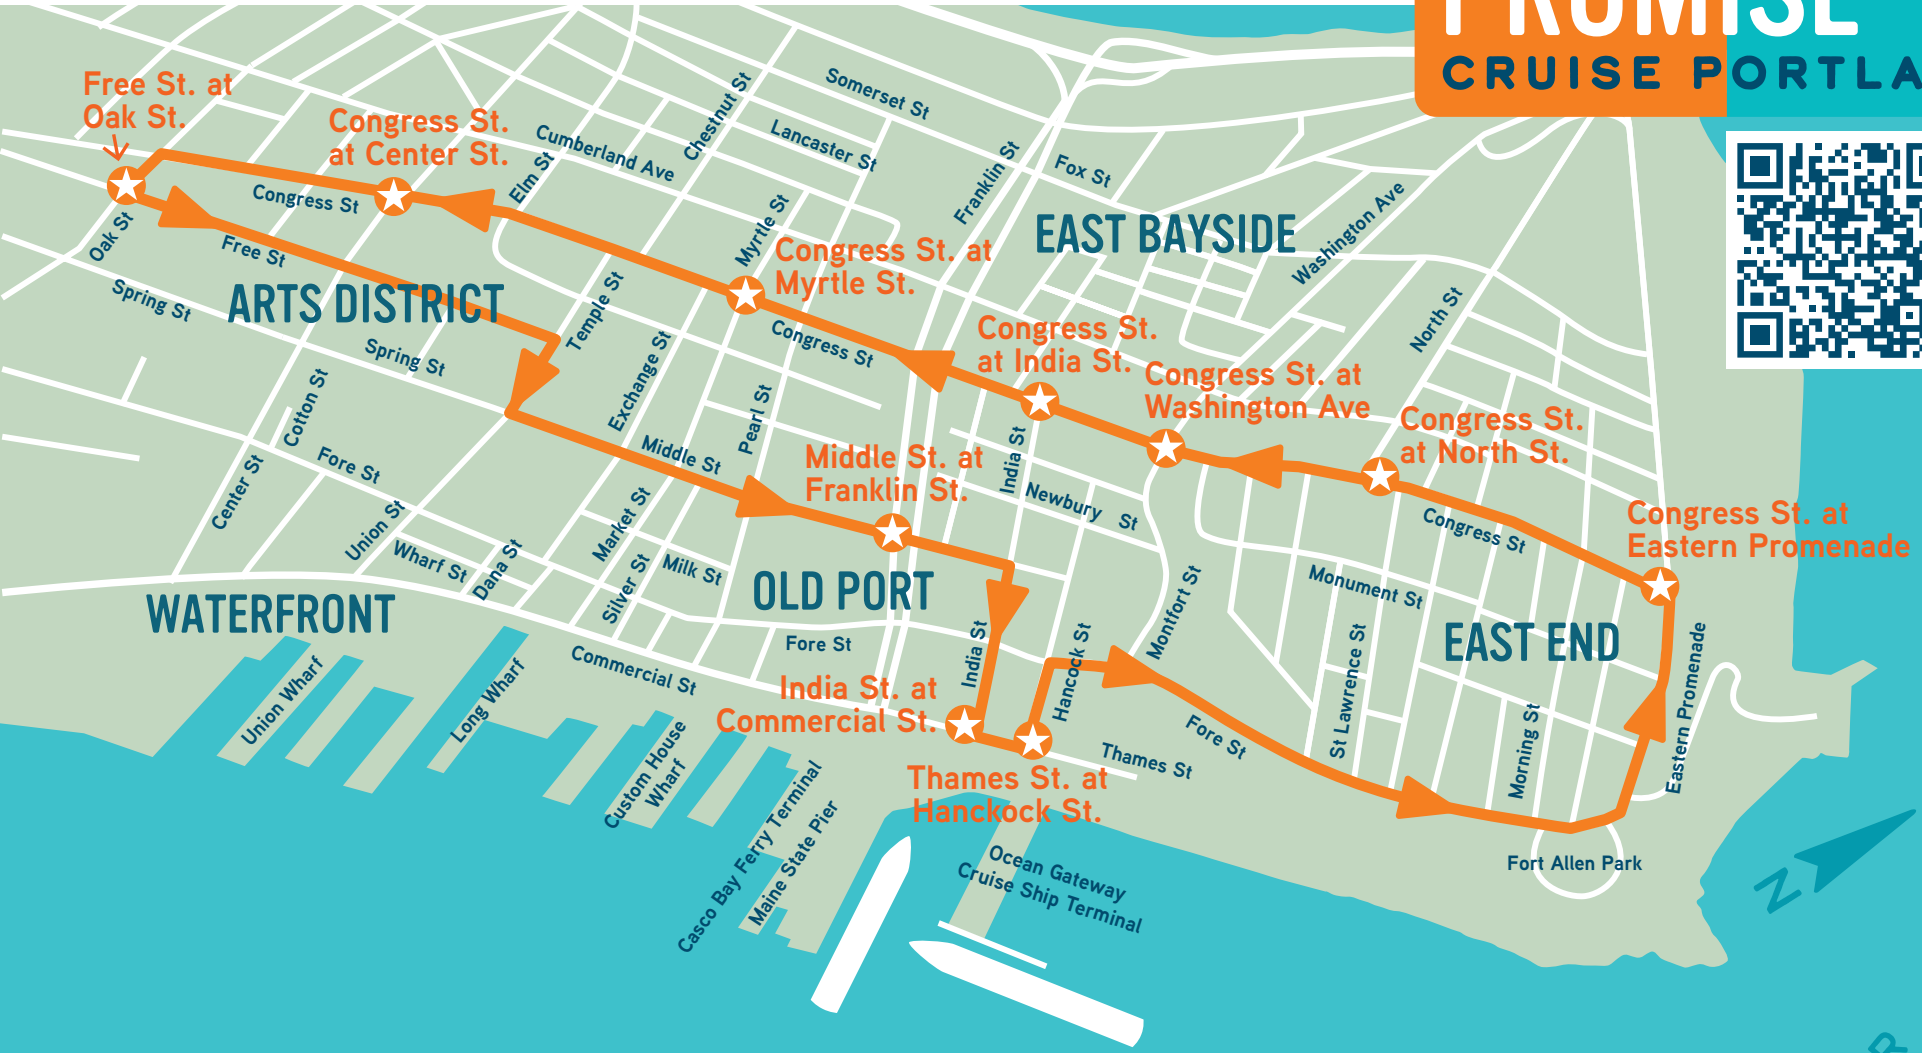 PROMISE
CRUISE PORTLA
Free St. at
Oak St.
Congress St.
at Center St.
Congress St. at
Myrtle St.
Congress St.
at India St.
Congress St. at
Washington Ave
Congress St.
at North St.
Congress St. at
Eastern Promenade
Middle St. at
Franklin St.
India St. at
Commercial St.
Thames St. at
Hanckock St.
EAST BAYSIDE
ARTS DISTRICT
OLD PORT
WATERFRONT
EAST END
Somerset St
Chestnut St
Lancaster St
Cumberland Ave
Elm St
Franklin St
Fox St
Washington Ave
Congress St
Oak St
Free St
Myrtle St
Spring St
Temple St
North St
Congress St
Spring St
Exchange St
Cotton St
Pearl St
Middle St
India St
Fore St
Center St
Newbury St
Market St
Union St
Congress St
Wharf St
Dana St
Milk St
Silver St
Monument St
Montfort St
Fore St
India St
Hancock St
St Lawrence St
Eastern Promenade
Commercial St
Union Wharf
Long Wharf
Fore St
Thames St
Morning St
Custom House
Wharf
Casco Bay Ferry Terminal
Maine State Pier
Ocean Gateway
Cruise Ship Terminal
Fort Allen Park
N
R